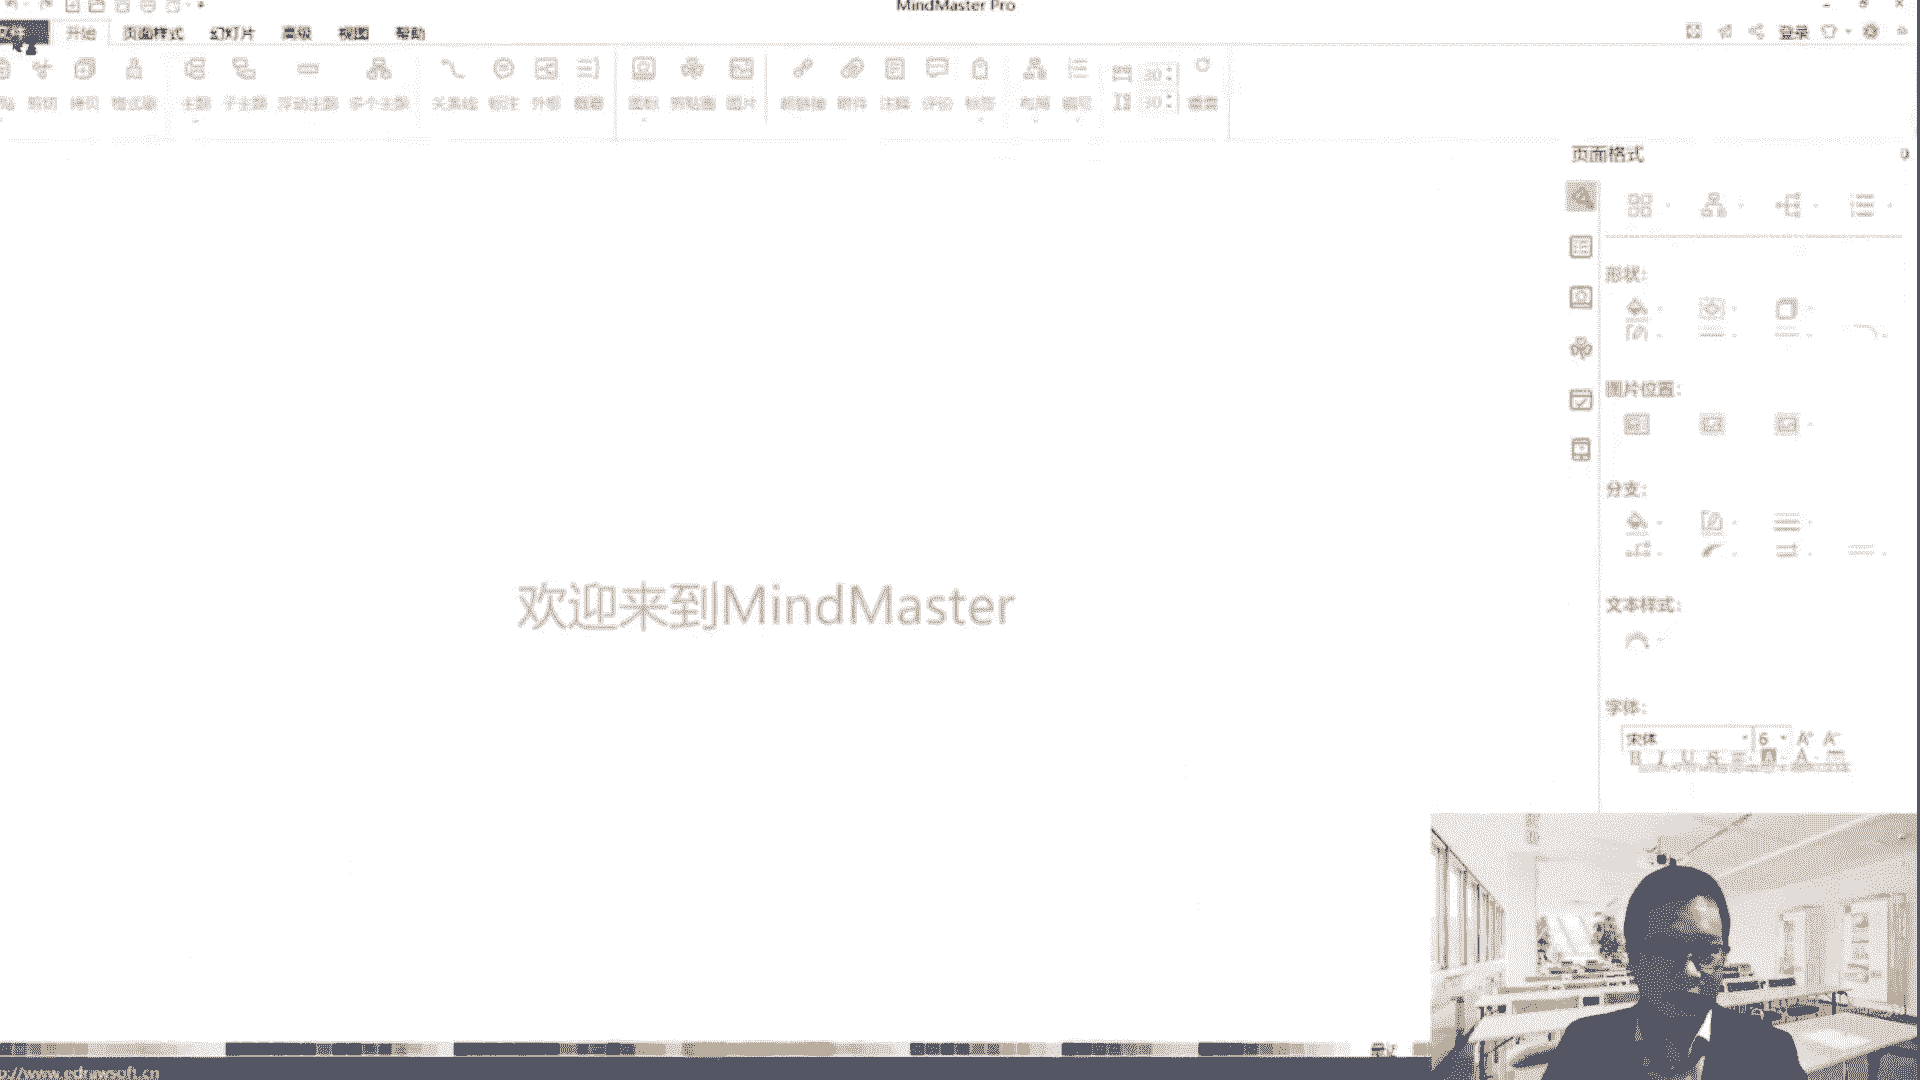 MindMaster Pro
文件 开始 页面样式 幻灯片 高级 视图 帮助
登录
剪切 拷贝 格式刷 主题 子主题 浮动主题 多个主题 关系线 标注 外框 概要 图标 剪贴画 图片 超链接 附件 注释 评论 标签 布局 编号 30 30 重置
页面格式
形状:
图片位置:
分支:
欢迎来到MindMaster
文本样式:
字体:
宋体 6 A+ A-
B I U S A
笔记
p://www.edrawsoft.cn